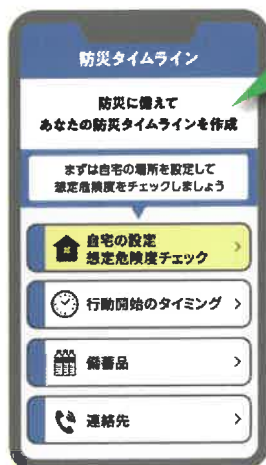 防災タイムライン
防災に備えて
あなたの防災タイムラインを作成
まずは自宅の場所を設定して
想定危険度をチェックしましょう
自宅の設定
想定危険度チェック
行動開始のタイミング
備蓄品
連絡先